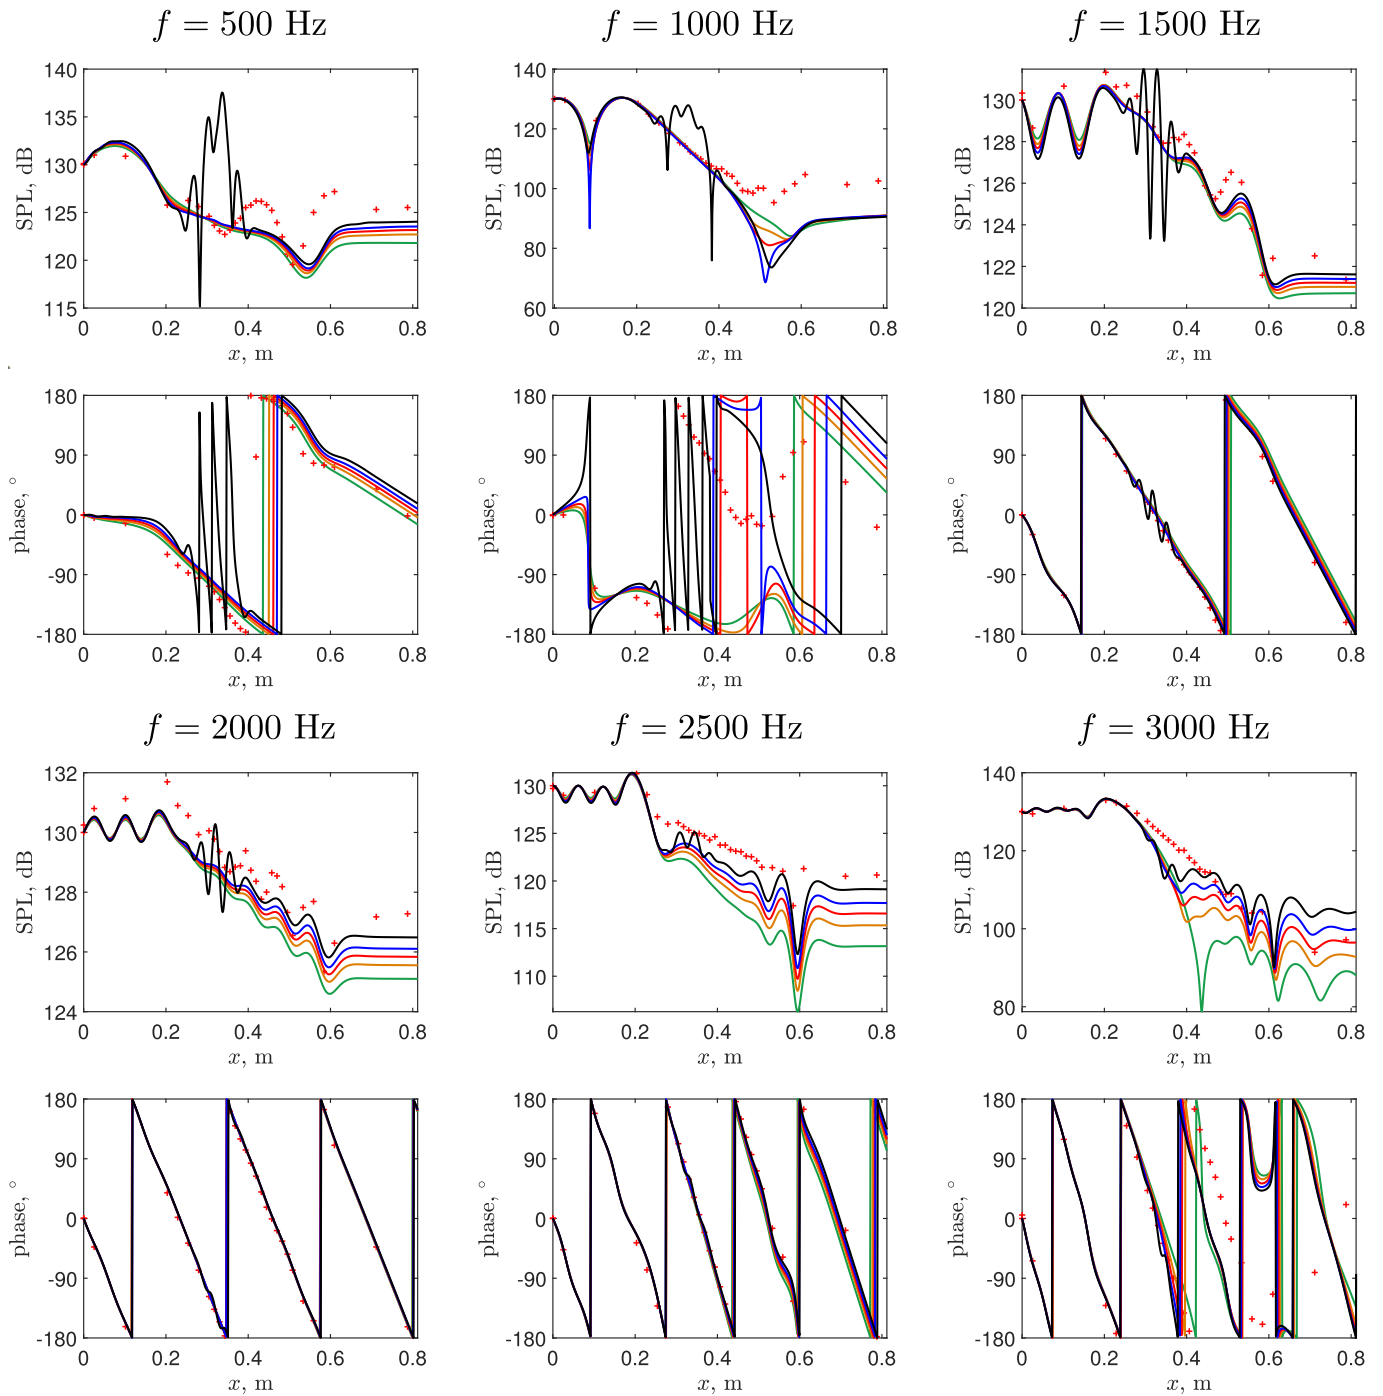 f = 500 Hz
f = 1000 Hz
f = 1500 Hz
140
135
130
125
120
115
SPL, dB
0 0.2 0.4 0.6 0.8
x, m
140
120
100
80
60
SPL, dB
0 0.2 0.4 0.6 0.8
x, m
130
128
126
124
122
120
SPL, dB
0 0.2 0.4 0.6 0.8
x, m
180
90
0
-90
-180
phase, °
0 0.2 0.4 0.6 0.8
x, m
180
90
0
-90
-180
phase, °
0 0.2 0.4 0.6 0.8
x, m
180
90
0
-90
-180
phase, °
0 0.2 0.4 0.6 0.8
x, m
f = 2000 Hz
f = 2500 Hz
f = 3000 Hz
132
130
128
126
124
SPL, dB
0 0.2 0.4 0.6 0.8
x, m
130
125
120
115
110
SPL, dB
0 0.2 0.4 0.6 0.8
x, m
140
120
100
80
SPL, dB
0 0.2 0.4 0.6 0.8
x, m
180
90
0
-90
-180
phase, °
0 0.2 0.4 0.6 0.8
x, m
180
90
0
-90
-180
phase, °
0 0.2 0.4 0.6 0.8
x, m
180
90
0
-90
-180
phase, °
0 0.2 0.4 0.6 0.8
x, m